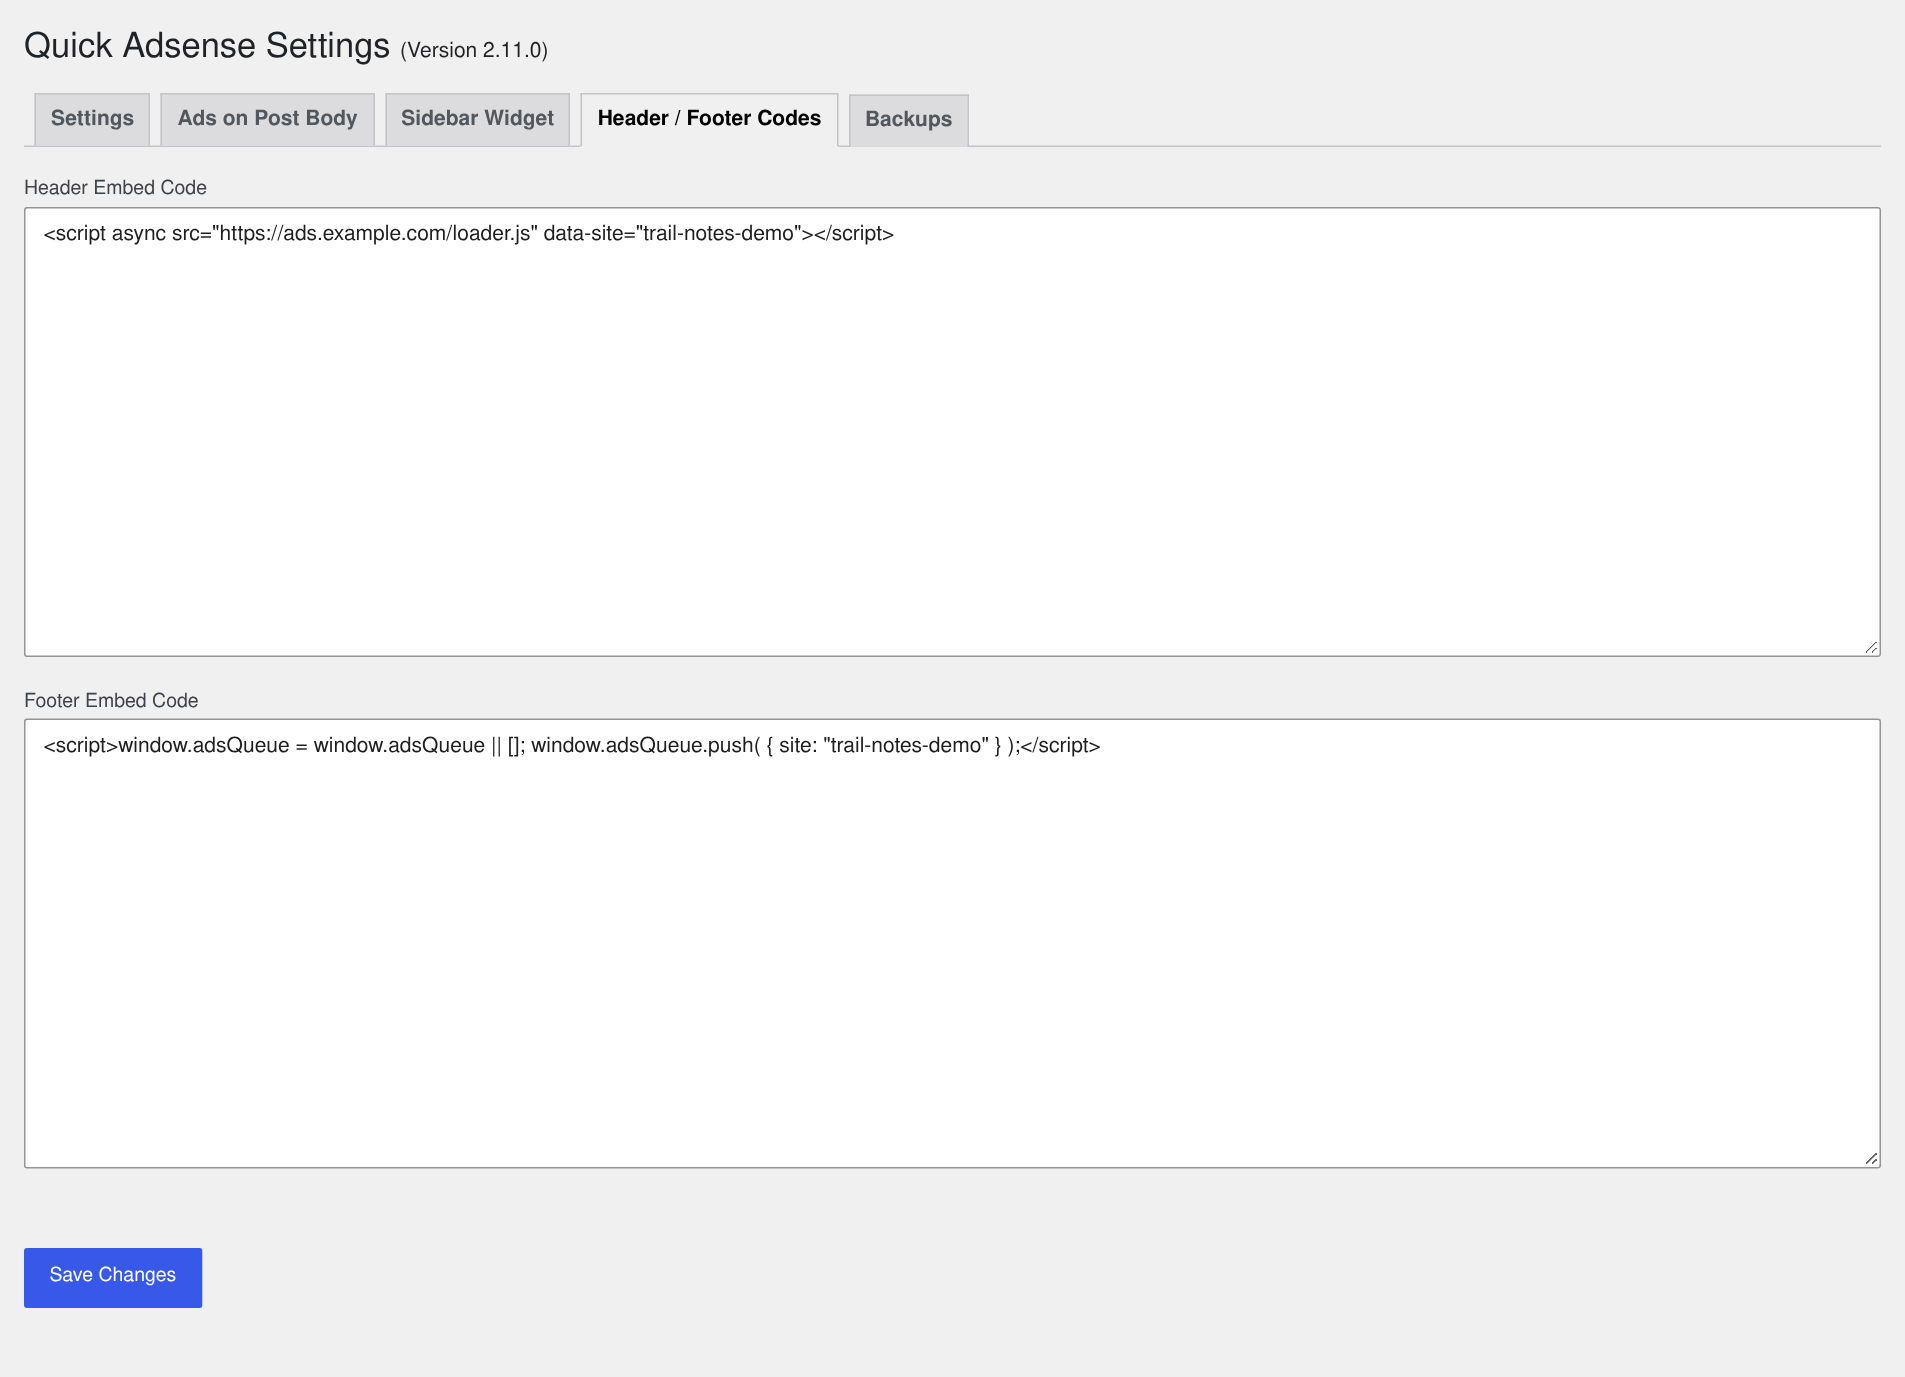 Quick Adsense Settings (Version 2.11.0)
Settings Ads on Post Body Sidebar Widget Header / Footer Codes Backups
Header Embed Code
<script async src="https://ads.example.com/loader.js" data-site="trail-notes-demo"></script>
Footer Embed Code
<script>window.adsQueue = window.adsQueue || []; window.adsQueue.push( { site: "trail-notes-demo" } );</script>
Save Changes